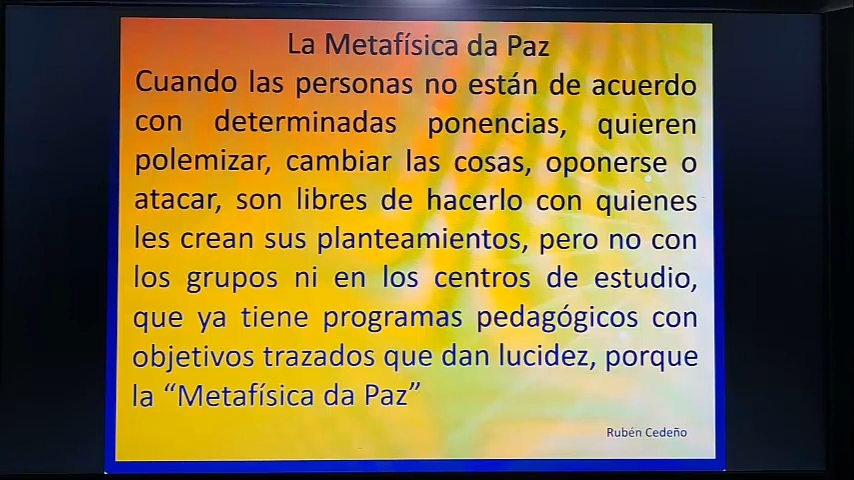 La Metafísica da Paz
Cuando las personas no están de acuerdo
con determinadas ponencias, quieren
polemizar, cambiar las cosas, oponerse o
atacar, son libres de hacerlo con quienes
les crean sus planteamientos, pero no con
los grupos ni en los centros de estudio,
que ya tiene programas pedagógicos con
objetivos trazados que dan lucidez, porque
la “Metafísica da Paz”
Rubén Cedeño